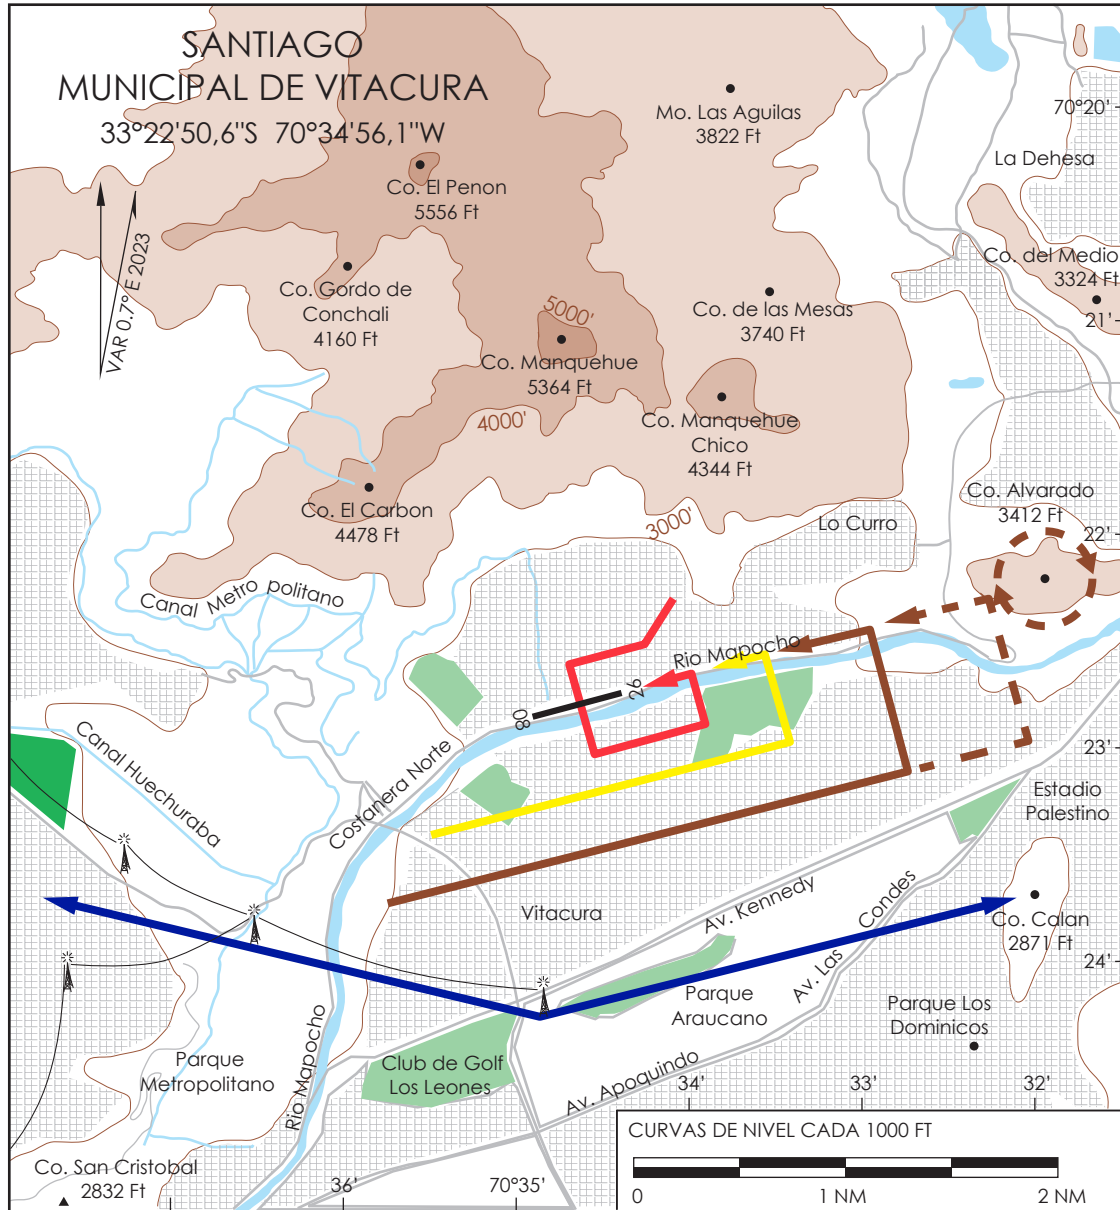 SANTIAGO
MUNICIPAL DE VITACURA
33°22'50,6"S 70°34'56,1"W
VAR 0.7° E 2023
Mo. Las Aguilas
3822 Ft
70°20'
La Dehesa
Co. El Penon
5556 Ft
Co. del Medio
3324 Ft
21'
Co. Gordo de
Conchali
4160 Ft
5000'
Co. de las Mesas
3740 Ft
Co. Manquehue
5364 Ft
4000'
Co. Manquehue
Chico
4344 Ft
Co. El Carbon
4478 Ft
3000'
Lo Curro
Co. Alvarado
3412 Ft
22'
Canal Metro politano
Rio Mapocho
26
08
23'
Canal Huechuraba
Costanera Norte
Estadio
Palestino
Vitacura
Av. Kennedy
Av. Las Condes
Co. Calan
2871 Ft
24'
Parque
Araucano
Parque Los
Dominicos
Parque
Metropolitano
Rio Mapocho
Club de Golf
Los Leones
Av. Apoquindo
34'
33'
32'
Co. San Cristobal
2832 Ft
36'
70°35'
CURVAS DE NIVEL CADA 1000 FT
0
1 NM
2 NM